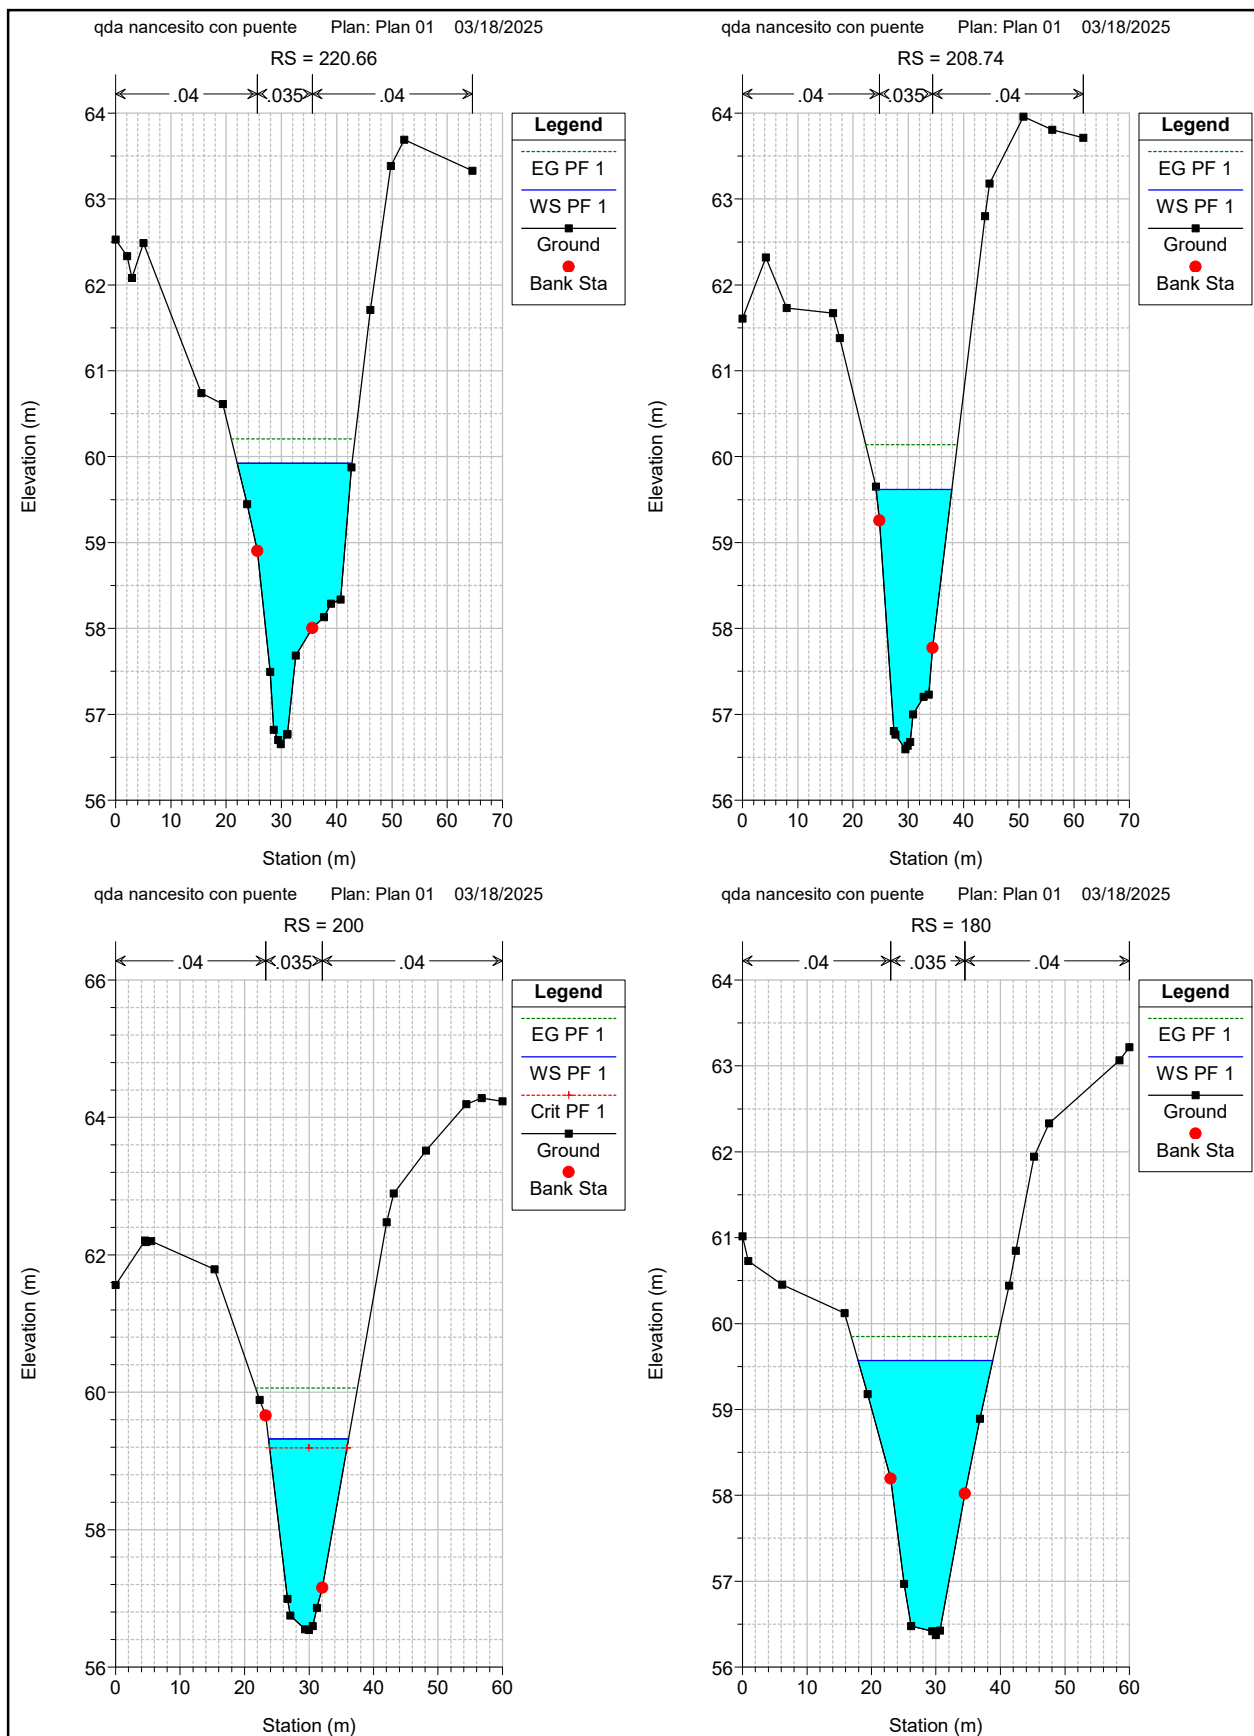 qda nancesito con puente Plan: Plan 01 03/18/2025
RS = 220.66
.04 .035 .04
64
63
62
61
60
59
58
57
56
0 10 20 30 40 50 60 70
Station (m)
Elevation (m)
Legend
EG PF 1
WS PF 1
Ground
Bank Sta
qda nancesito con puente Plan: Plan 01 03/18/2025
RS = 208.74
.04 .035 .04
64
63
62
61
60
59
58
57
56
0 10 20 30 40 50 60 70
Station (m)
Elevation (m)
Legend
EG PF 1
WS PF 1
Ground
Bank Sta
qda nancesito con puente Plan: Plan 01 03/18/2025
RS = 200
.04 .035 .04
66
64
62
60
58
56
0 10 20 30 40 50 60
Station (m)
Elevation (m)
Legend
EG PF 1
WS PF 1
Crit PF 1
Ground
Bank Sta
qda nancesito con puente Plan: Plan 01 03/18/2025
RS = 180
.04 .035 .04
64
63
62
61
60
59
58
57
56
0 10 20 30 40 50 60
Station (m)
Elevation (m)
Legend
EG PF 1
WS PF 1
Ground
Bank Sta